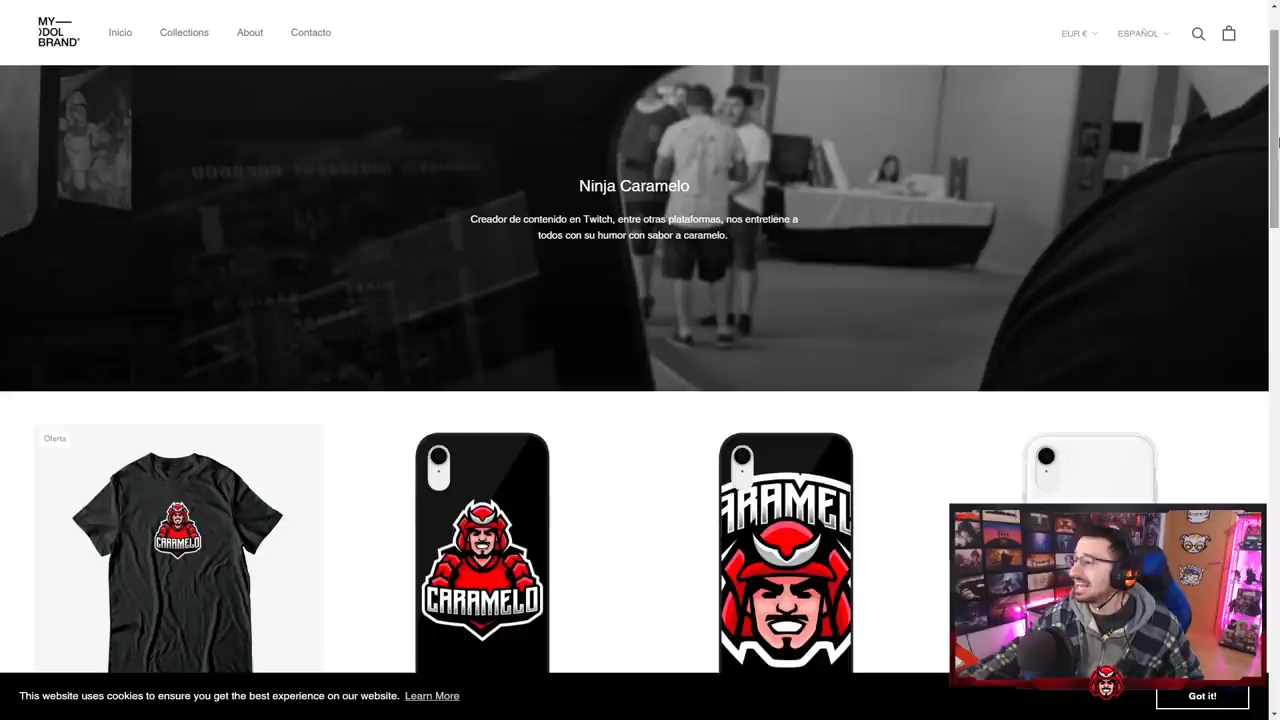 MY—
IDOL
BRAND®
Inicio
Collections
About
Contacto
EUR €
ESPAÑOL
Ninja Caramelo
Creador de contenido en Twitch, entre otras plataformas, nos entretiene a
todos con su humor con sabor a caramelo.
Oferta
CARAMELO
CARAMELO
CARAMEL
This website uses cookies to ensure you get the best experience on our website. Learn More
Got it!